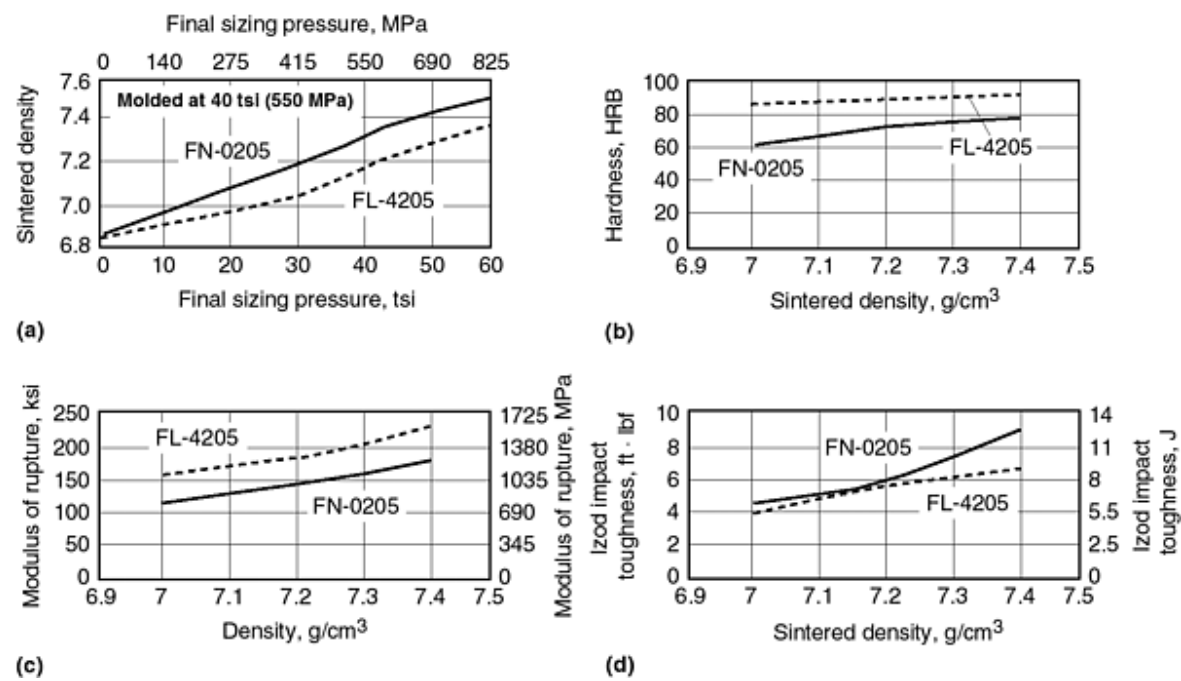 (a)
Final sizing pressure, MPa
0 140 275 415 550 690 825
Sintered density
7.6
7.4
7.2
7.0
6.8
Molded at 40 tsi (550 MPa)
FN-0205
FL-4205
0 10 20 30 40 50 60
Final sizing pressure, tsi
(a)
Hardness, HRB
100
80
60
40
20
0
FN-0205
FL-4205
6.9 7 7.1 7.2 7.3 7.4 7.5
Sintered density, g/cm³
(b)
Modulus of rupture, ksi
250
200
150
100
50
0
FL-4205
FN-0205
1725
1380
1035
690
345
0
Modulus of rupture, MPa
6.9 7 7.1 7.2 7.3 7.4 7.5
Density, g/cm³
(c)
Izod impact
toughness, ft · lbf
10
8
6
4
2
0
FN-0205
FL-4205
14
11
8
5.5
2.5
0
Izod impact
toughness, J
6.9 7 7.1 7.2 7.3 7.4 7.5
Sintered density, g/cm³
(d)